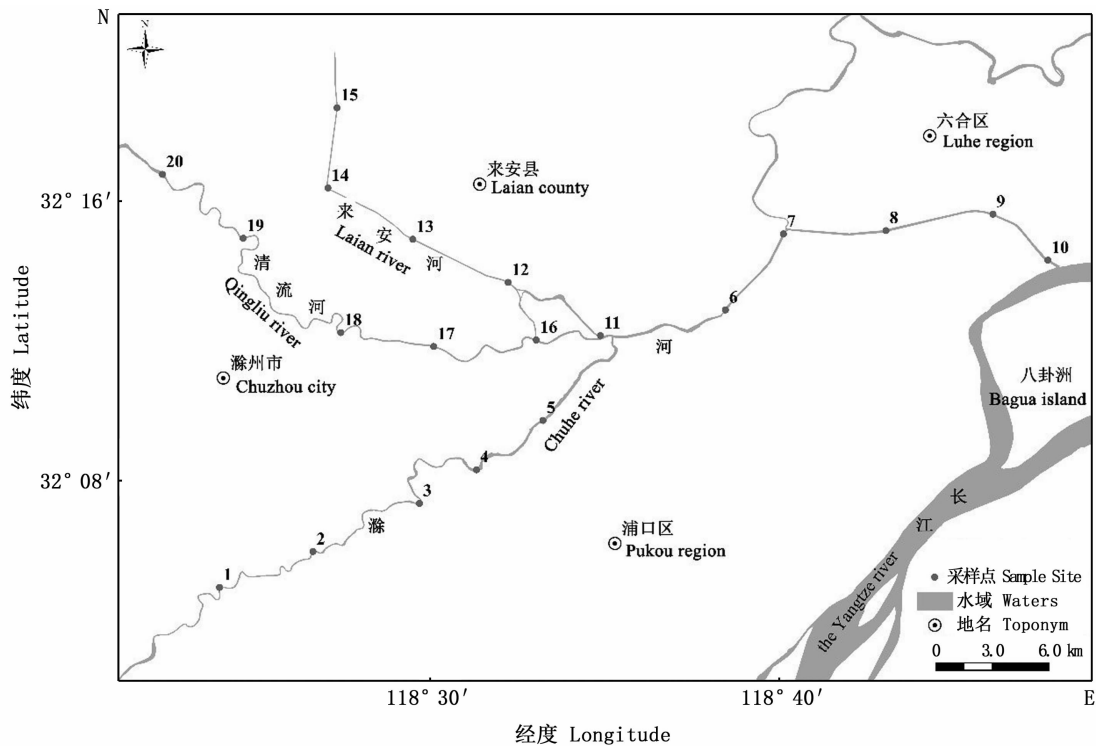 N
N
15
六合区
Luhe region
20
来安县
Laian county
14
32° 16′
来安河
Laian river
13
9
19
7
8
清流河
Qingliu river
10
12
6
18
17
16
11
河
滁州市
Chuzhou city
八卦洲
Bagua island
纬度 Latitude
5
Chuhe river
4
32° 08′
3
长江
滁
浦口区
Pukou region
2
1
the Yangtze river
采样点 Sample Site
水域 Waters
地名 Toponym
0 3.0 6.0 km
118° 30′
118° 40′
E
经度 Longitude